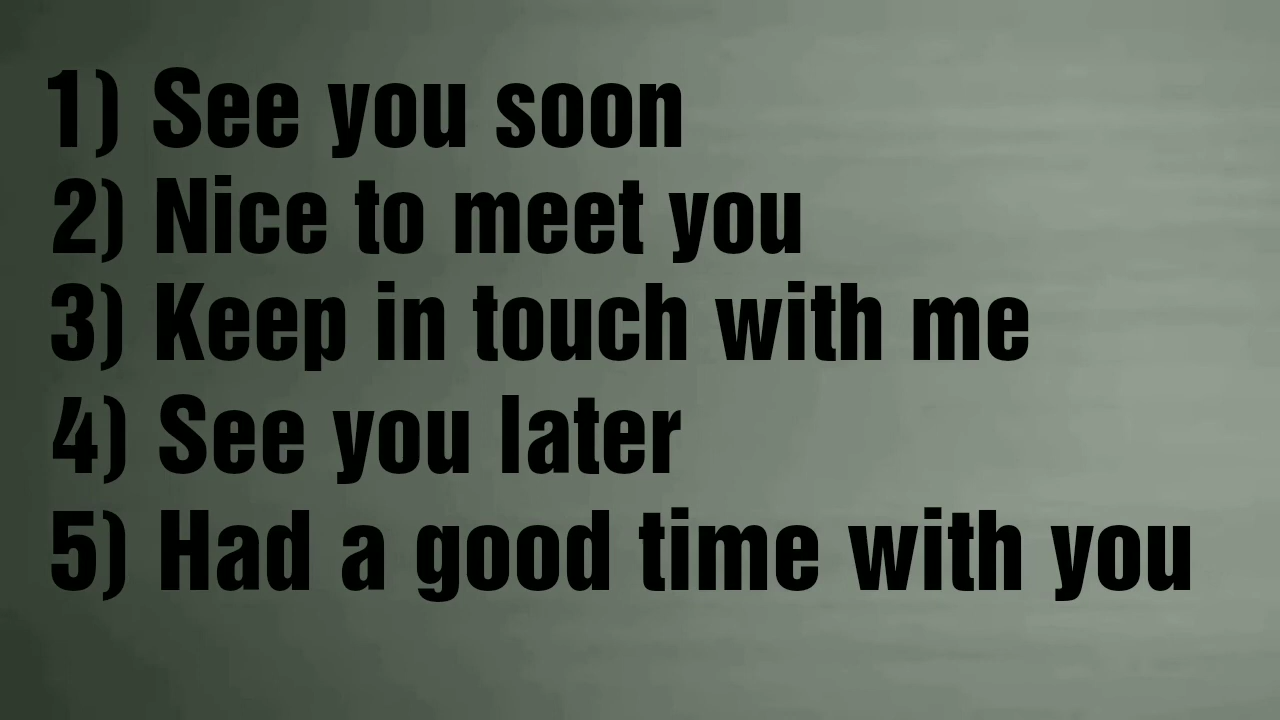 1) See you soon
2) Nice to meet you
3) Keep in touch with me
4) See you later
5) Had a good time with you